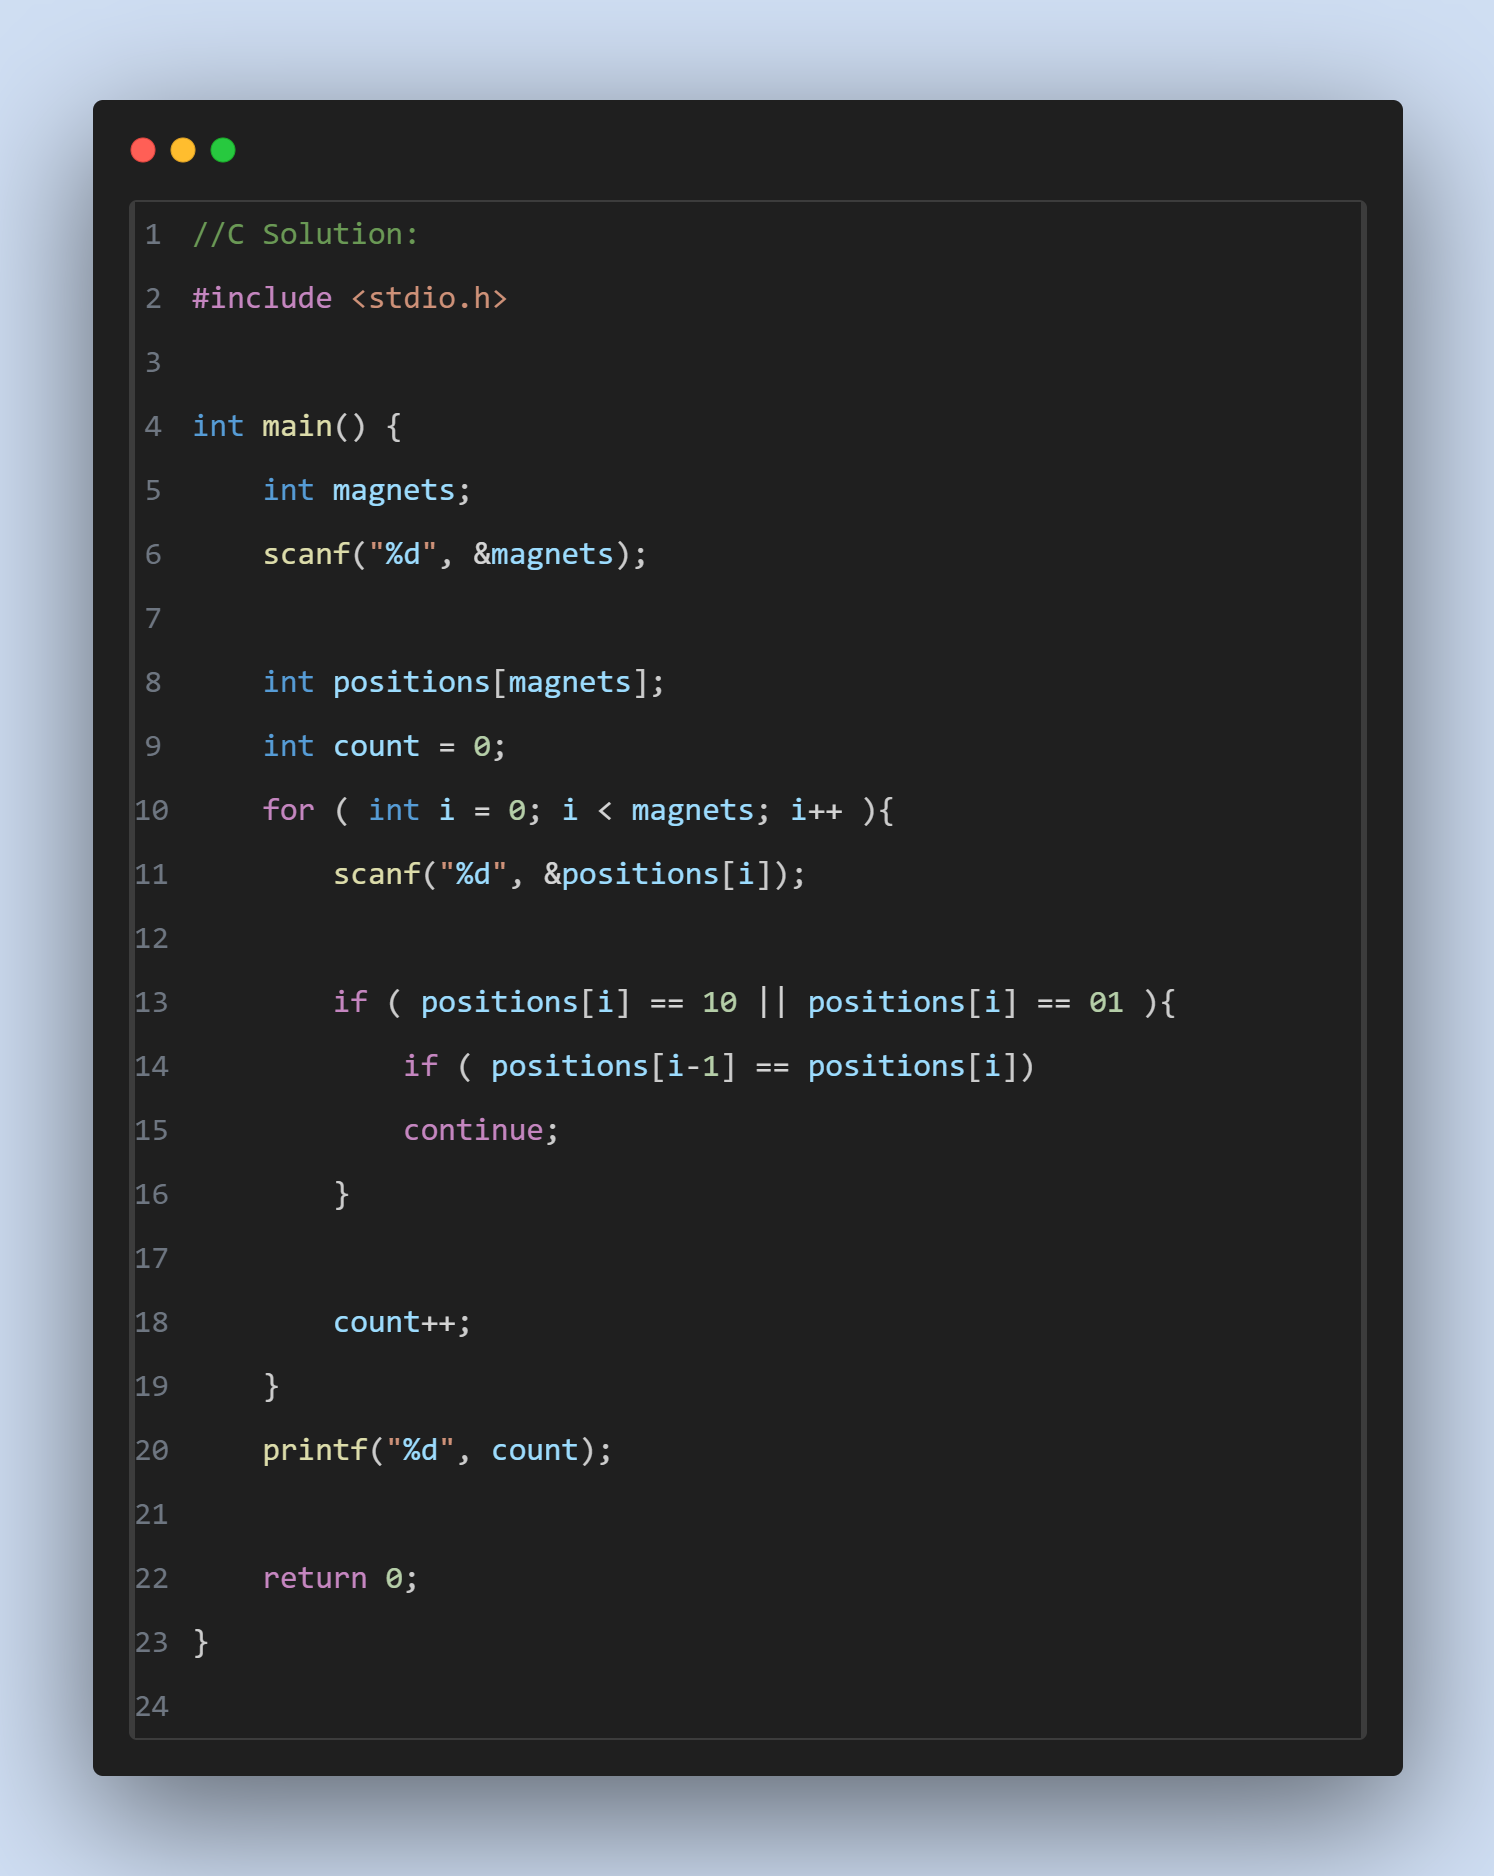 1 //C Solution:
2 #include <stdio.h>
3
4 int main() {
5     int magnets;
6     scanf("%d", &magnets);
7
8     int positions[magnets];
9     int count = 0;
10     for ( int i = 0; i < magnets; i++ ){
11         scanf("%d", &positions[i]);
12
13         if ( positions[i] == 10 || positions[i] == 01 ){
14             if ( positions[i-1] == positions[i])
15             continue;
16         }
17
18         count++;
19     }
20     printf("%d", count);
21
22     return 0;
23 }
24